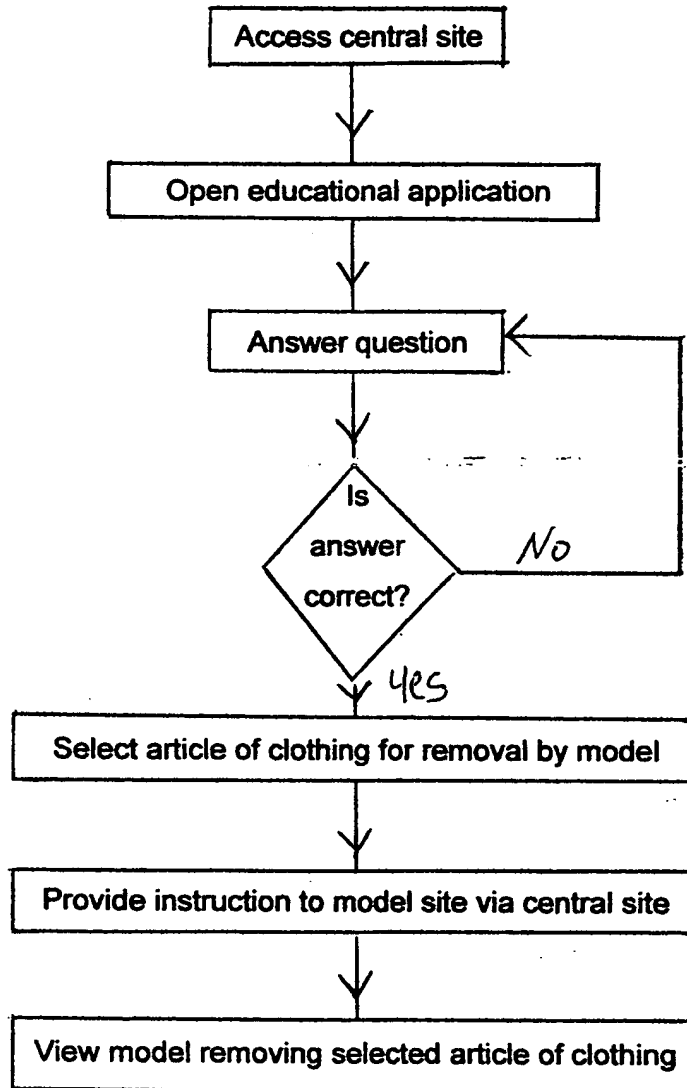 Access central site
Open educational application
Answer question
Is
answer
correct?
No
yes
Select article of clothing for removal by model
Provide instruction to model site via central site
View model removing selected article of clothing